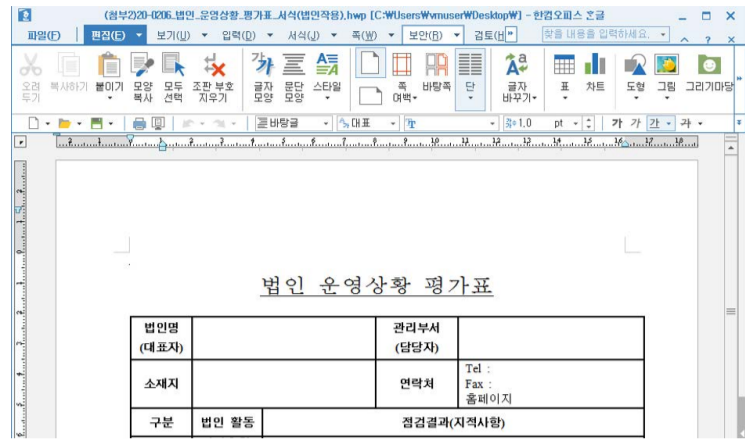 (첨부2)20-0206_법인_운영상황_평가표_서식(법인작용).hwp [C:₩Users₩vmuser₩Desktop₩] - 한컴오피스 한글
파일(F) 편집(E) 보기(U) 입력(D) 서식(J) 쪽(W) 보안(B) 검토(H) 찾을 내용을 입력하세요.
오려 두기 복사하기 붙이기 모양 복사 모두 선택 조판 부호 지우기 글자 모양 문단 모양 스타일 쪽 여백 바탕쪽 단 글자 바꾸기 표 차트 도형 그림 그리기마당
바탕글 대표 1.0 pt 가 가 가 가
법인 운영상황 평가표
법인명
(대표자)
관리부서
(담당자)
소재지
연락처
Tel :
Fax :
홈페이지
구분 법인 활동 점검결과(지적사항)